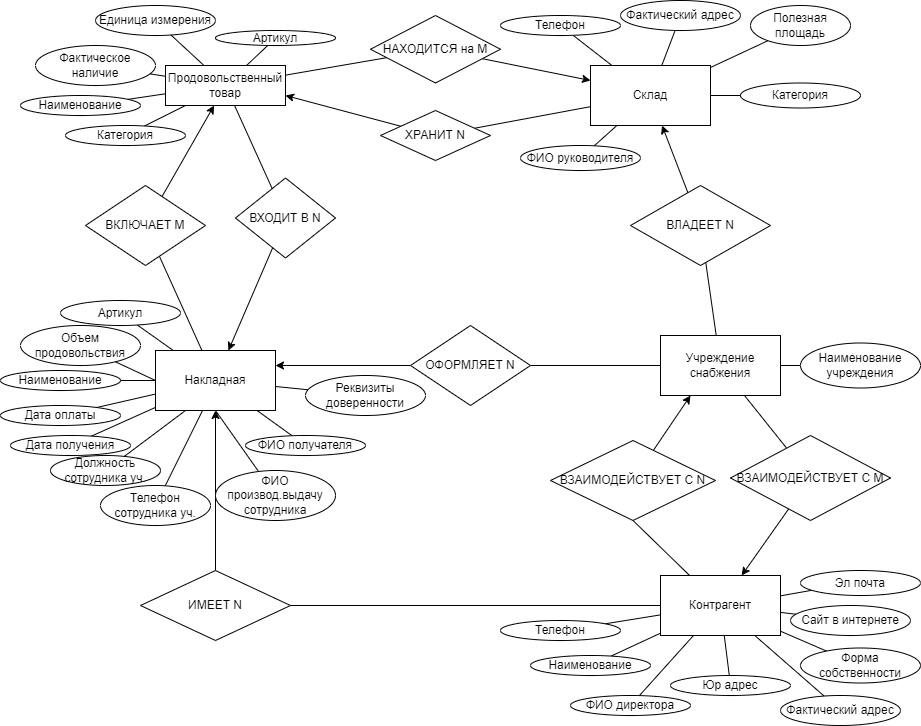 Единица измерения
Артикул
Фактическое
наличие
Наименование
Категория
Продовольственный
товар
НАХОДИТСЯ на M
ХРАНИТ N
Телефон
Фактический адрес
Полезная
площадь
Категория
ФИО руководителя
Склад
ВКЛЮЧАЕТ M
ВХОДИТ В N
ВЛАДЕЕТ N
Артикул
Объем
продовольствия
Наименование
Дата оплаты
Дата получения
Должность
сотрудника уч.
Телефон
сотрудника уч.
ФИО
производ.выдачу
сотрудника
ФИО получателя
Реквизиты
доверенности
Накладная
ОФОРМЛЯЕТ N
Учреждение
снабжения
Наименование
учреждения
ВЗАИМОДЕЙСТВУЕТ С N
ВЗАИМОДЕЙСТВУЕТ С M
ИМЕЕТ N
Контрагент
Эл почта
Сайт в интернете
Форма
собственности
Фактический адрес
Юр адрес
ФИО директора
Наименование
Телефон